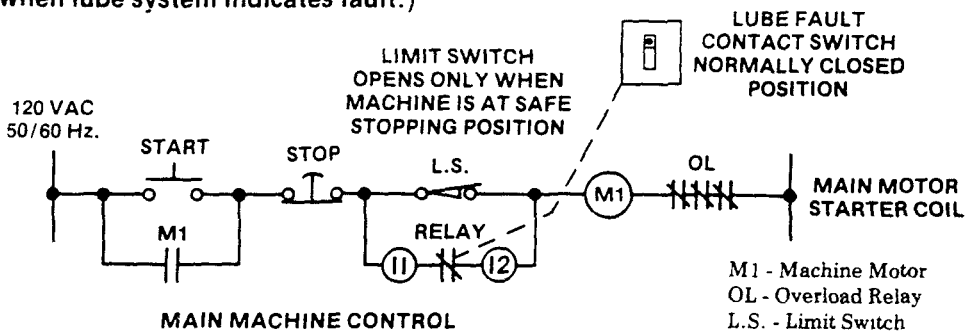 when lube system indicates fault.)
LUBE FAULT
CONTACT SWITCH
NORMALLY CLOSED
POSITION
LIMIT SWITCH
OPENS ONLY WHEN
MACHINE IS AT SAFE
STOPPING POSITION
120 VAC
50/60 Hz.
START
STOP
L.S.
OL
M1
MAIN MOTOR
STARTER COIL
M1
RELAY
I1
I2
M1 - Machine Motor
OL - Overload Relay
L.S. - Limit Switch
MAIN MACHINE CONTROL